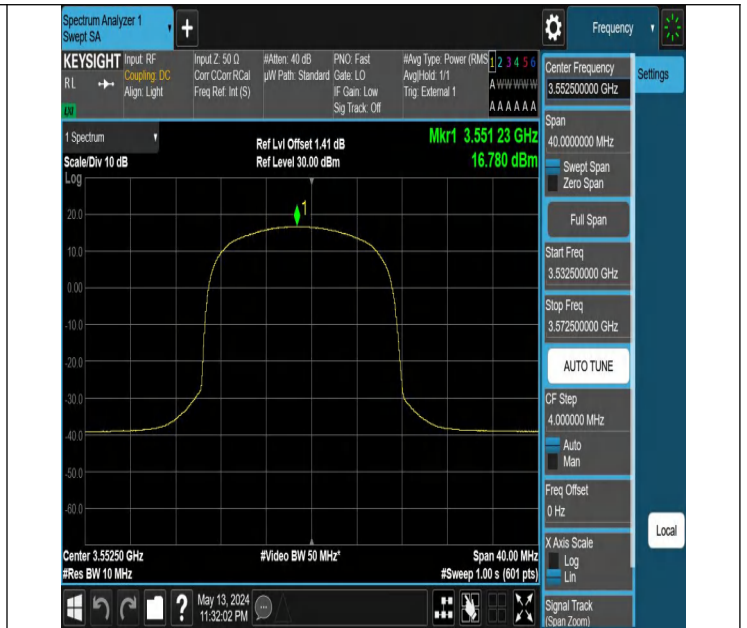 Spectrum Analyzer 1
Swept SA
+
Frequency
KEYSIGHT
RL
Input: RF
Coupling: DC
Align: Light
Input Z: 50 Ω
Corr CCorr RCal
Freq Ref: Int (S)
#Atten: 40 dB
µW Path: Standard
PNO: Fast
Gate: LO
IF Gain: Low
Sig Track: Off
#Avg Type: Power (RMS
Avg|Hold: 1/1
Trig: External 1
1 2 3 4 5 6
A W W W W W
A A A A A A
Center Frequency
3.552500000 GHz
Settings
Span
40.0000000 MHz
Swept Span
Zero Span
Full Span
Start Freq
3.532500000 GHz
Stop Freq
3.572500000 GHz
AUTO TUNE
CF Step
4.000000 MHz
Auto
Man
Freq Offset
0 Hz
X Axis Scale
Log
Lin
Signal Track
(Span Zoom)
Local
1 Spectrum
Scale/Div 10 dB
Log
Ref Lvl Offset 1.41 dB
Ref Level 30.00 dBm
Mkr1 3.551 23 GHz
16.780 dBm
1
20.0
10.0
0.00
-10.0
-20.0
-30.0
-40.0
-50.0
-60.0
Center 3.55250 GHz
#Res BW 10 MHz
#Video BW 50 MHz*
Span 40.00 MHz
#Sweep 1.00 s (601 pts)
?
May 13, 2024
11:32:02 PM